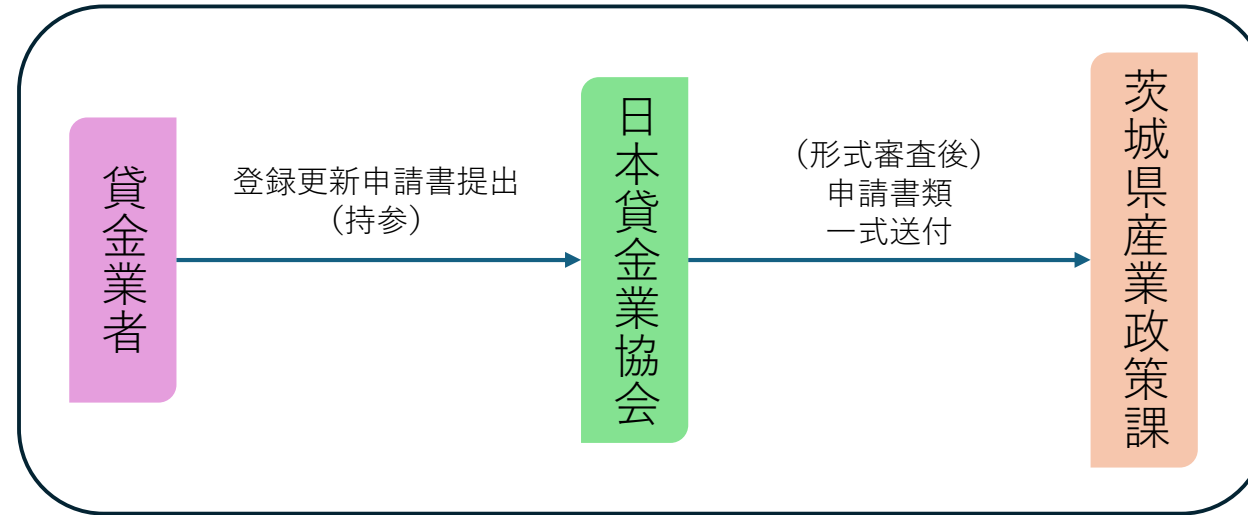 貸金業者
登録更新申請書提出
(持参)
日本貸金業協会
(形式審査後)
申請書類
一式送付
茨城県産業政策課